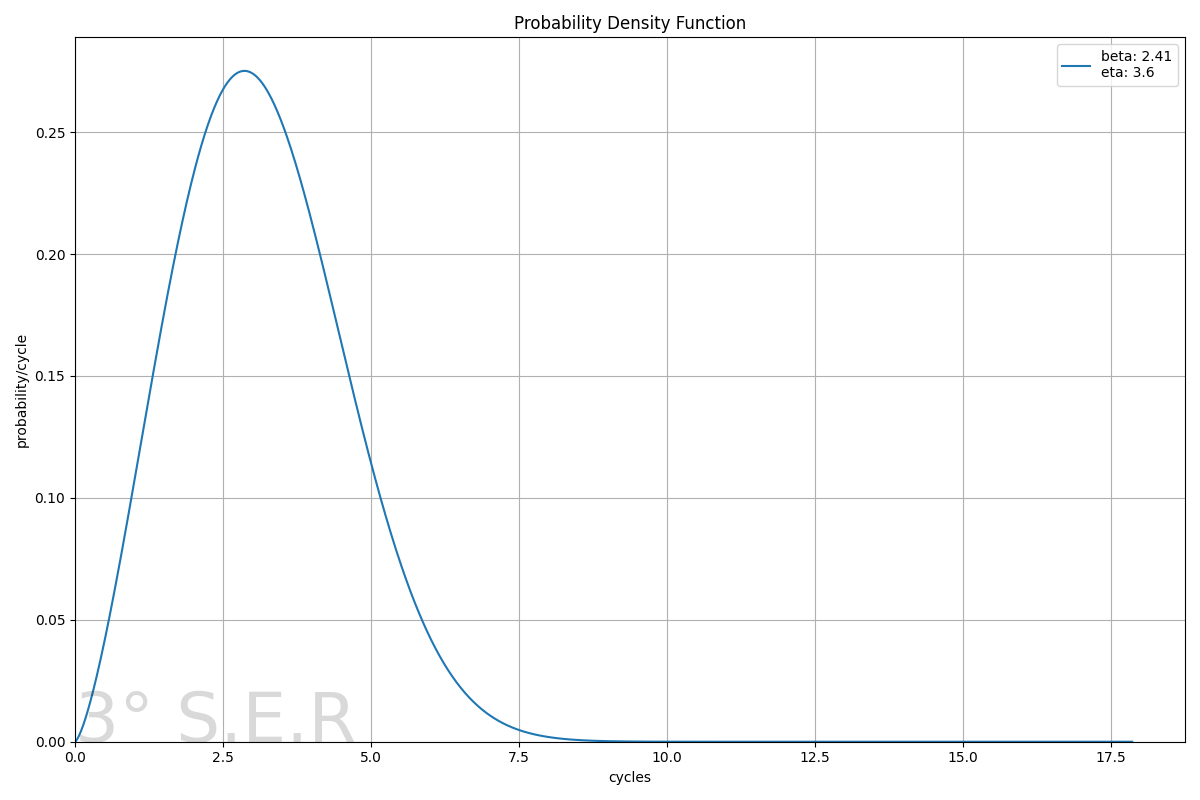 Probability Density Function
beta: 2.41
eta: 3.6
probability/cycle
0.25
0.20
0.15
0.10
0.05
0.00
3° S.E.R
0.0 2.5 5.0 7.5 10.0 12.5 15.0 17.5
cycles